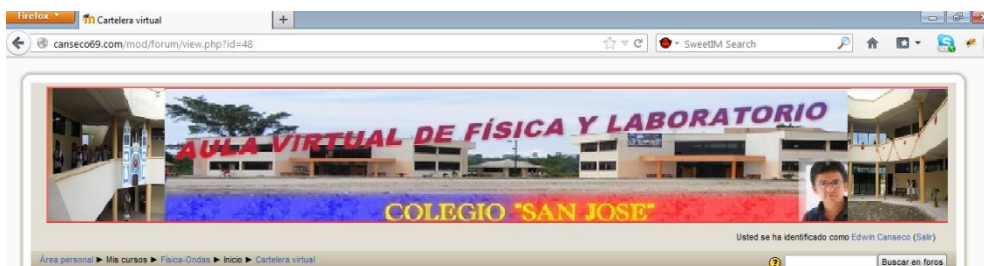 Firefox
Cartelera virtual
canseco69.com/mod/forum/view.php?id=48
SweetIM Search
AULA VIRTUAL DE FÍSICA Y LABORATORIO
COLEGIO "SAN JOSE"
Usted se ha identificado como Edwin Canseco (Salir)
Área personal ► Mis cursos ► Física-Ondas ► Inicio ► Cartelera virtual
Buscar en foros